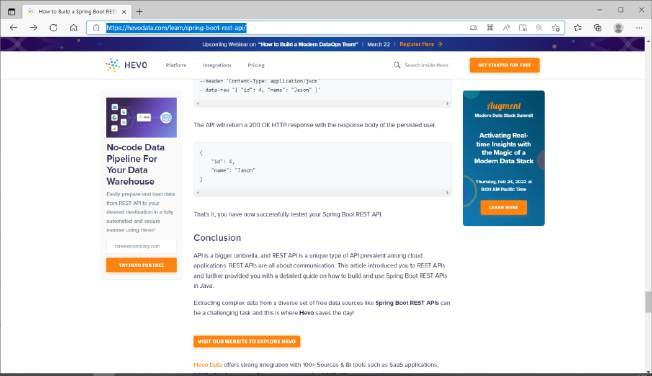 How to Build a Spring Boot REST
https://hevodata.com/learn/spring-boot-rest-api/
Upcoming Webinar on "How to Build a Modern DataOps Team" | March 22 | Register Here
HEVO
Platform
Integrations
Pricing
Search inside Hevo
GET STARTED FOR FREE
--header 'Content-Type: application/json'
--data-raw '{ "id": 4, "name": "Jason" }'
The API will return a 200 OK HTTP response with the response body of the persisted user.
{
"id": 4,
"name": "Jason"
}
That's it, you have now successfully tested your Spring Boot REST API.
Conclusion
API is a bigger umbrella, and REST API is a unique type of API prevalent among cloud
applications. REST APIs are all about communication. This article introduced you to REST APIs
and further provided you with a detailed guide on how to build and use Spring Boot REST APIs
in Java.
Extracting complex data from a diverse set of free data sources like Spring Boot REST APIs can
be a challenging task and this is where Hevo saves the day!
VISIT OUR WEBSITE TO EXPLORE HEVO
Hevo Data offers strong integration with 100+ Sources & BI tools such as SaaS applications,
No-code Data
Pipeline For
Your Data
Warehouse
Easily prepare and load data
from REST API to your
desired destination in a fully
automated and secure
manner using Hevo!
TRY HEVO FOR FREE
Augment
Modern Data Stack Summit
Activating Real-
time Insights with
the Magic of a
Modern Data Stack
Thursday, Feb 24, 2022 at
9:00 AM Pacific Time
LEARN MORE